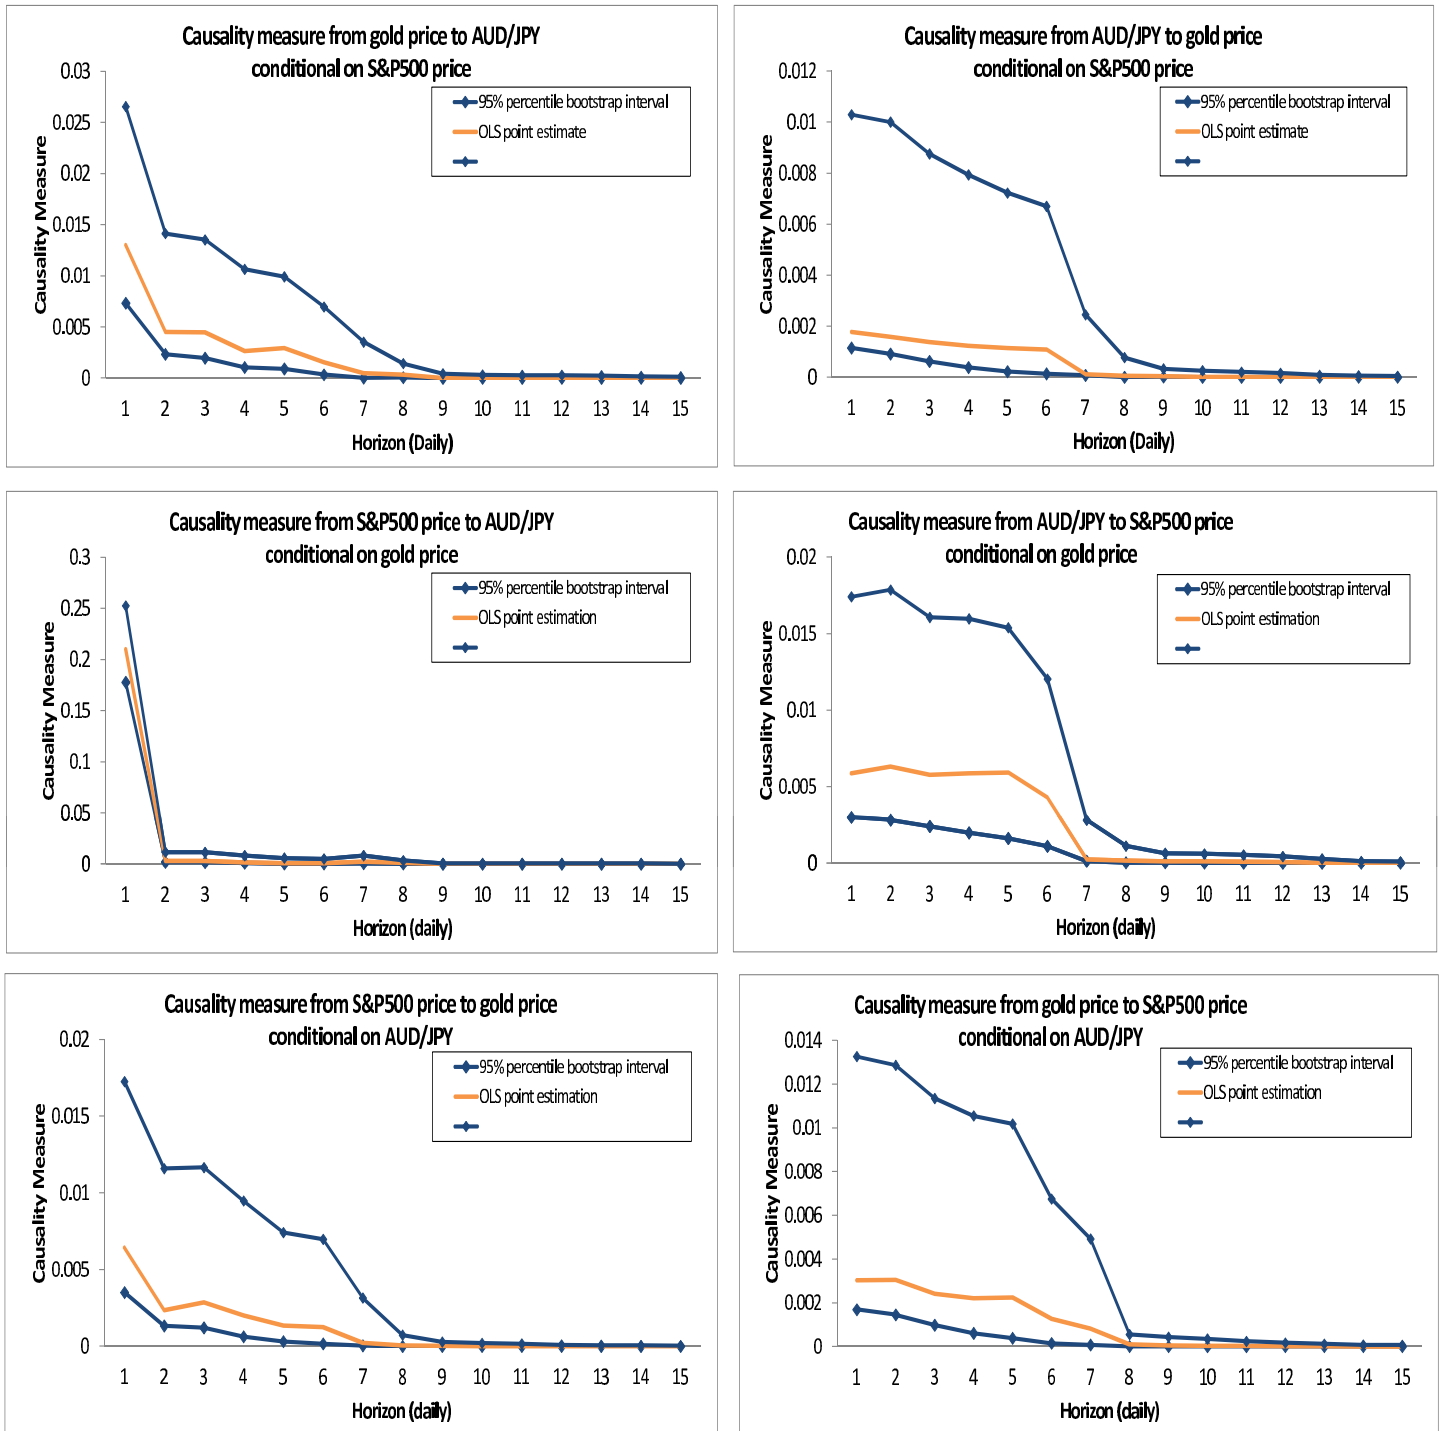 Causality measure from gold price to AUD/JPY
conditional on S&P500 price
0.03
0.025
0.02
0.015
0.01
0.005
0
Causality Measure
95% percentile bootstrap interval
OLS point estimate
1 2 3 4 5 6 7 8 9 10 11 12 13 14 15
Horizon (Daily)
Causality measure from AUD/JPY to gold price
conditional on S&P500 price
0.012
0.01
0.008
0.006
0.004
0.002
0
Causality Measure
95% percentile bootstrap interval
OLS point estimate
1 2 3 4 5 6 7 8 9 10 11 12 13 14 15
Horizon (Daily)
Causality measure from S&P500 price to AUD/JPY
conditional on gold price
0.3
0.25
0.2
0.15
0.1
0.05
0
Causality Measure
95% percentile bootstrap interval
OLS point estimation
1 2 3 4 5 6 7 8 9 10 11 12 13 14 15
Horizon (daily)
Causality measure from AUD/JPY to S&P500 price
conditional on gold price
0.02
0.015
0.01
0.005
0
Causality Measure
95% percentile bootstrap interval
OLS point estimation
1 2 3 4 5 6 7 8 9 10 11 12 13 14 15
Horizon (daily)
Causality measure from S&P500 price to gold price
conditional on AUD/JPY
0.02
0.015
0.01
0.005
0
Causality Measure
95% percentile bootstrap interval
OLS point estimation
1 2 3 4 5 6 7 8 9 10 11 12 13 14 15
Horizon (daily)
Causality measure from gold price to S&P500 price
conditional on AUD/JPY
0.014
0.012
0.01
0.008
0.006
0.004
0.002
0
Causality Measure
95% percentile bootstrap interval
OLS point estimation
1 2 3 4 5 6 7 8 9 10 11 12 13 14 15
Horizon (daily)